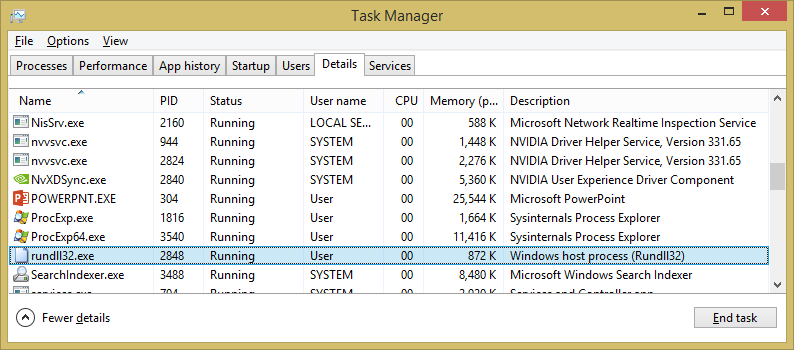 Task Manager
File Options View
Processes Performance App history Startup Users Details Services
Name PID Status User name CPU Memory (p... Description
NisSrv.exe 2160 Running LOCAL SE... 00 588 K Microsoft Network Realtime Inspection Service
nvvsvc.exe 944 Running SYSTEM 00 1,448 K NVIDIA Driver Helper Service, Version 331.65
nvvsvc.exe 2824 Running SYSTEM 00 2,276 K NVIDIA Driver Helper Service, Version 331.65
NvXDSync.exe 2840 Running SYSTEM 00 5,360 K NVIDIA User Experience Driver Component
POWERPNT.EXE 304 Running User 00 25,544 K Microsoft PowerPoint
ProcExp.exe 1816 Running User 00 1,664 K Sysinternals Process Explorer
ProcExp64.exe 3540 Running User 00 11,416 K Sysinternals Process Explorer
rundll32.exe 2848 Running User 00 872 K Windows host process (Rundll32)
SearchIndexer.exe 3488 Running SYSTEM 00 8,480 K Microsoft Windows Search Indexer
services.exe 704 Running SYSTEM 00 Services and Controller app
Fewer details End task